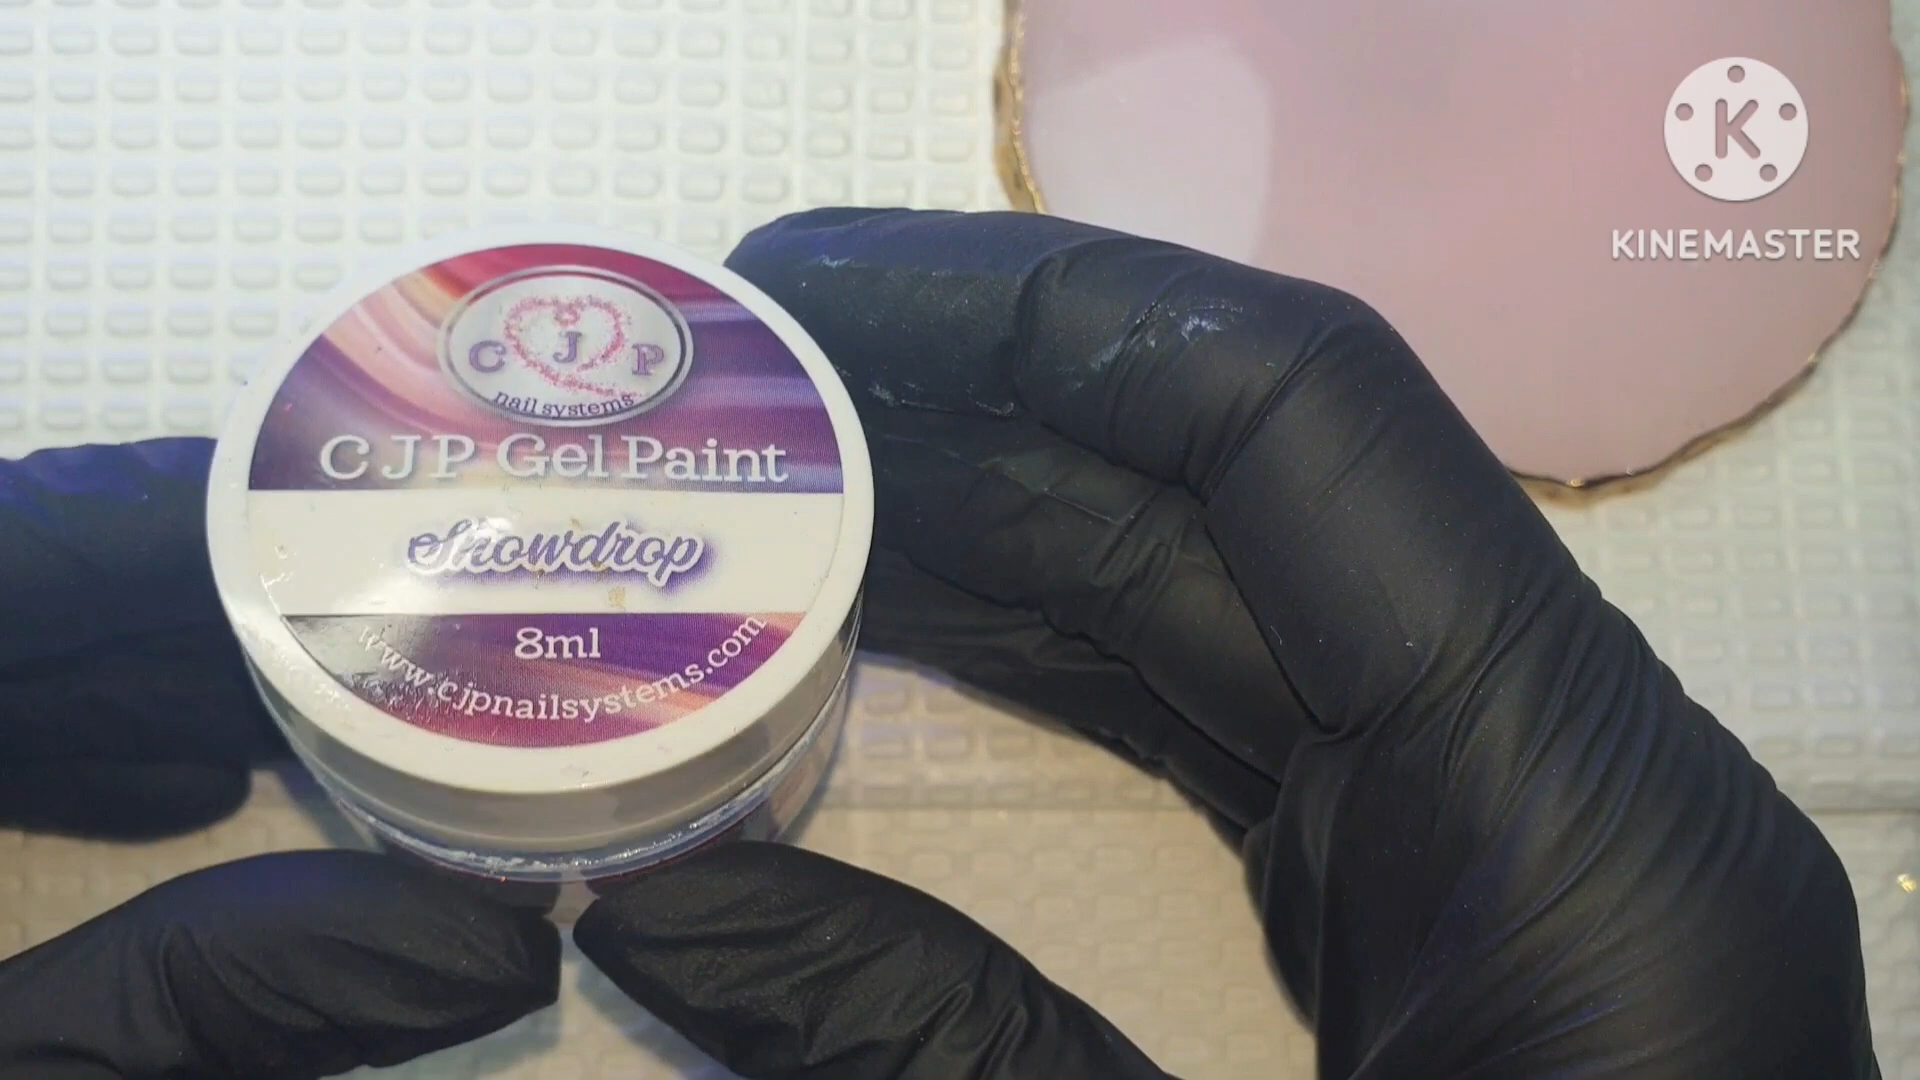 C J P
nail systems
C J P Gel Paint
Snowdrop
8ml
www.cjpnailsystems.com
K
KINEMASTER